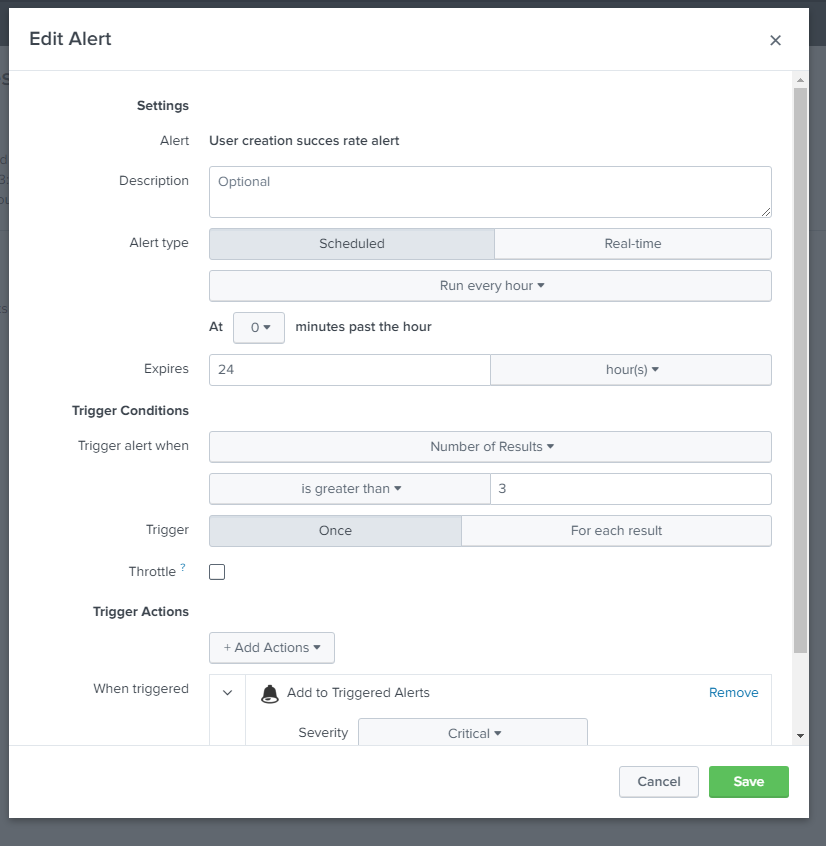 Edit Alert
Settings
Alert User creation succes rate alert
Description Optional
Alert type Scheduled Real-time
Run every hour
At 0 minutes past the hour
Expires 24 hour(s)
Trigger Conditions
Trigger alert when Number of Results
is greater than 3
Trigger Once For each result
Throttle ?
Trigger Actions
+ Add Actions
When triggered Add to Triggered Alerts Remove
Severity Critical
Cancel Save